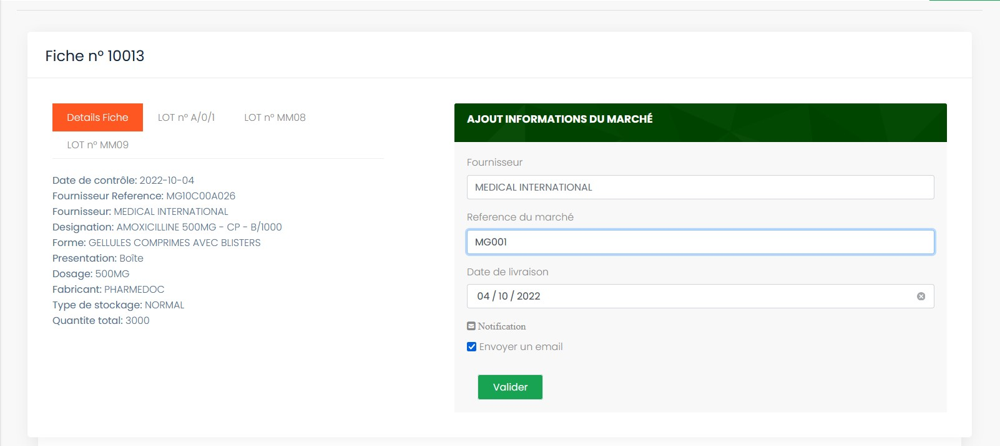 Fiche n° 10013
Details Fiche
LOT n° A/0/1
LOT n° MM08
LOT n° MM09
Date de contrôle: 2022-10-04
Fournisseur Reference: MG10C00A026
Fournisseur: MEDICAL INTERNATIONAL
Designation: AMOXICILLINE 500MG - CP - B/1000
Forme: GELLULES COMPRIMES AVEC BLISTERS
Presentation: Boîte
Dosage: 500MG
Fabricant: PHARMEDOC
Type de stockage: NORMAL
Quantite total: 3000
AJOUT INFORMATIONS DU MARCHÉ
Fournisseur
MEDICAL INTERNATIONAL
Reference du marché
MG001
Date de livraison
04 / 10 / 2022
Notification
Envoyer un email
Valider